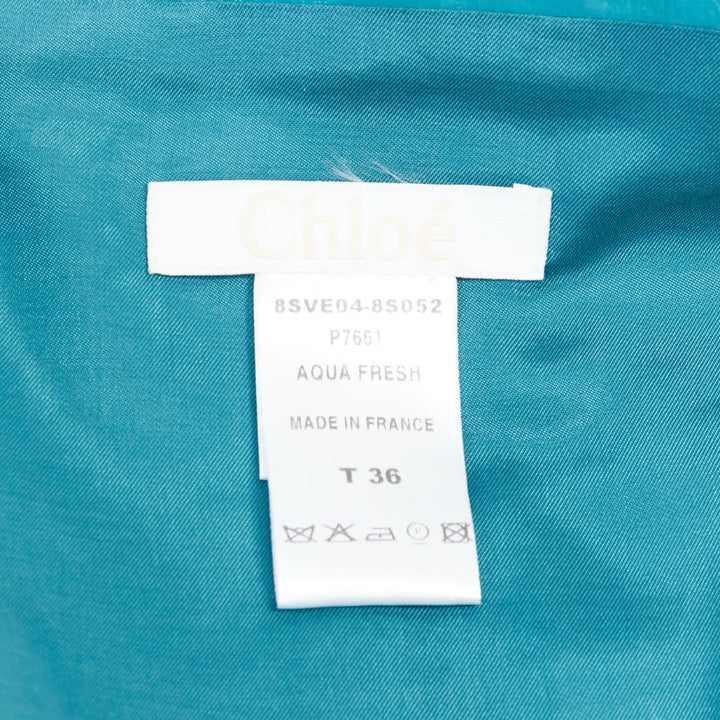 Chloé
8SVE04-8S052
P7661
AQUA FRESH
MADE IN FRANCE
T 36